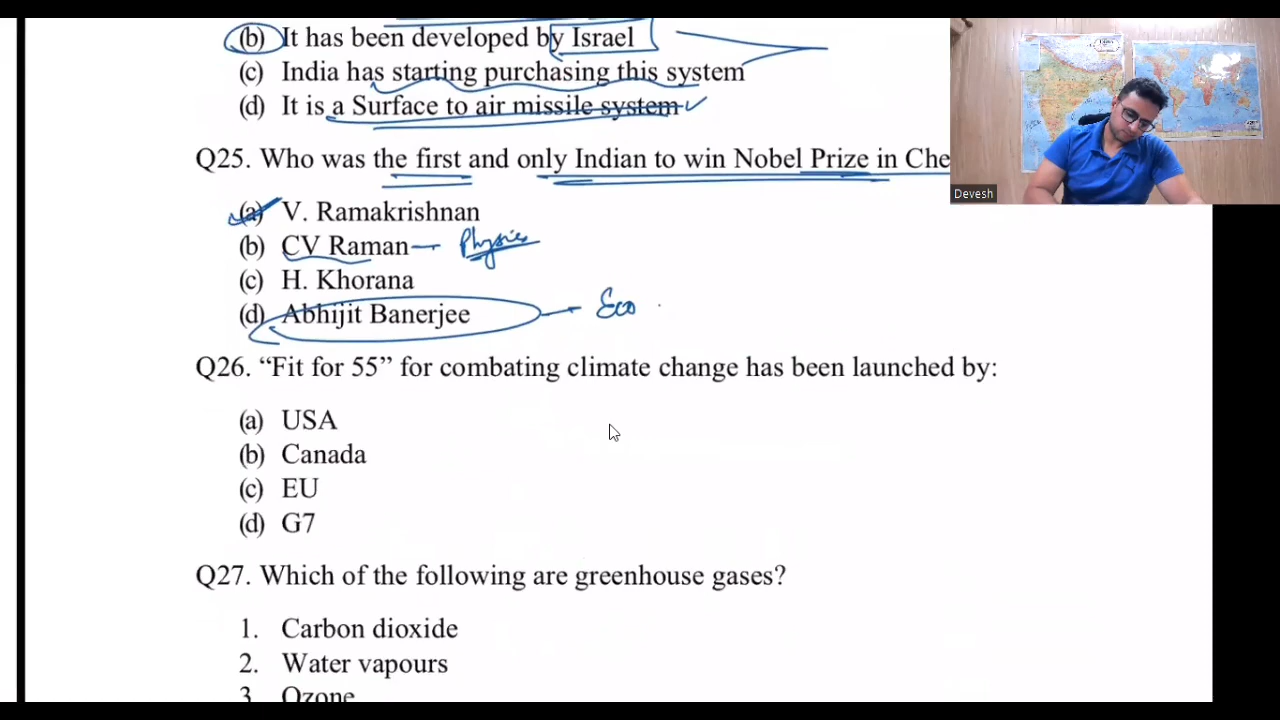 (b) It has been developed by Israel
(c) India has starting purchasing this system
(d) It is a Surface to air missile system
Q25. Who was the first and only Indian to win Nobel Prize in Che
(a) V. Ramakrishnan
(b) CV Raman — Physics
(c) H. Khorana
(d) Abhijit Banerjee — Eco
Q26. “Fit for 55” for combating climate change has been launched by:
(a) USA
(b) Canada
(c) EU
(d) G7
Q27. Which of the following are greenhouse gases?
1. Carbon dioxide
2. Water vapours
3. Ozone
Devesh